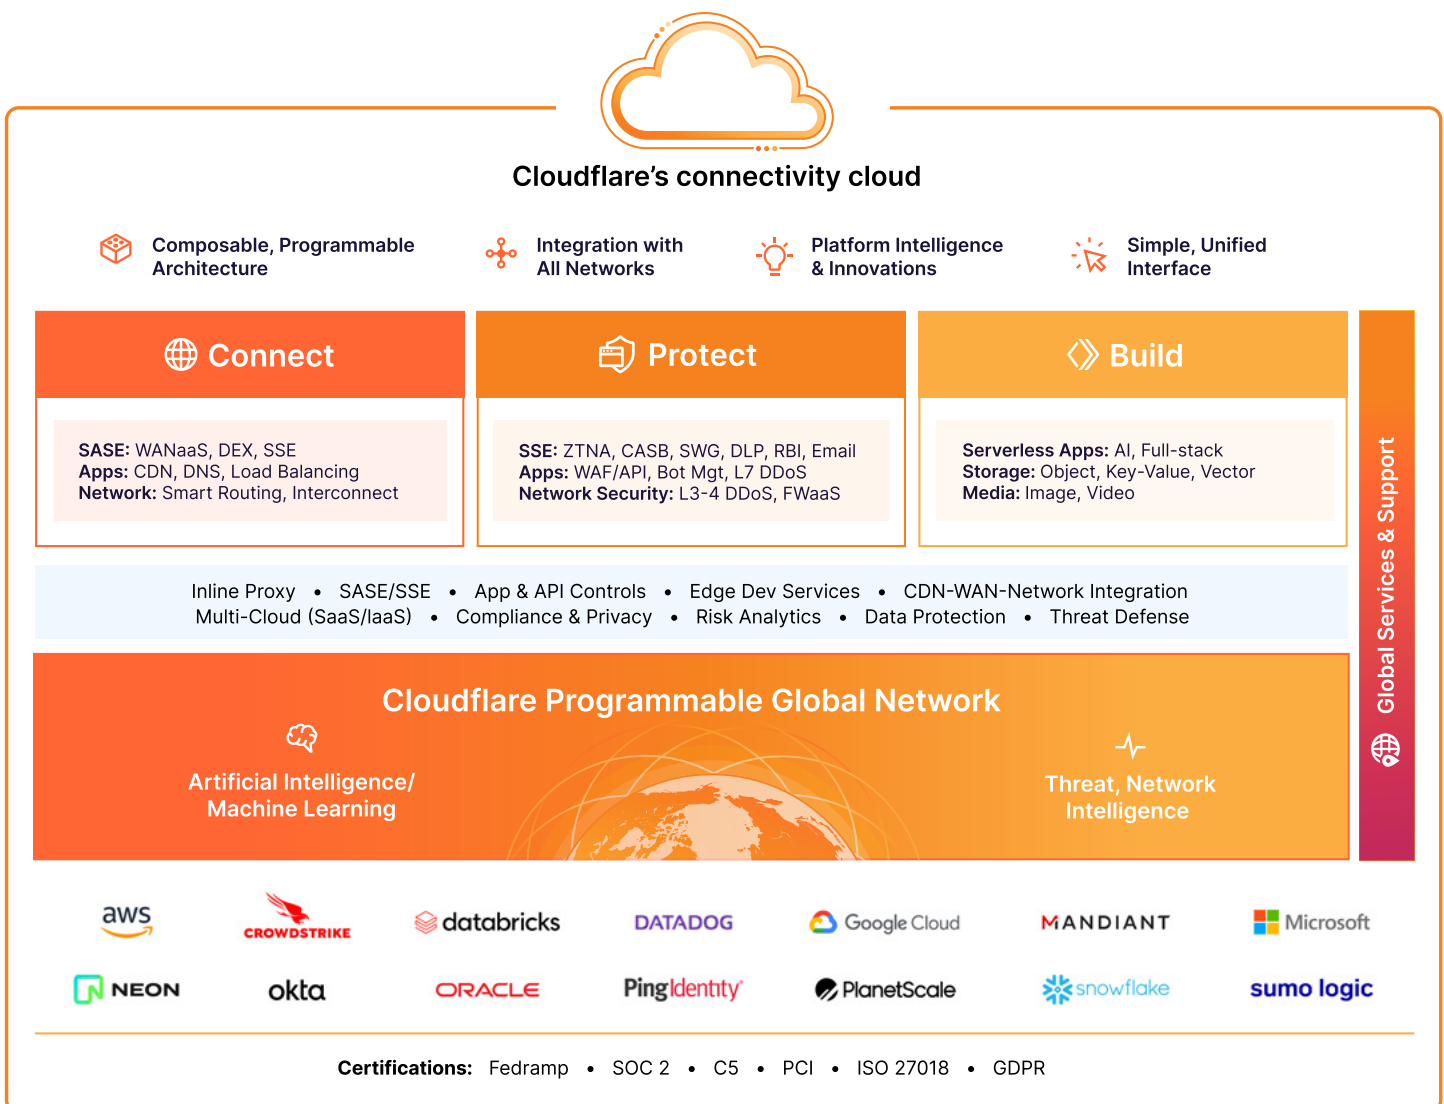 Cloudflare’s connectivity cloud
Composable, Programmable
Architecture
Integration with
All Networks
Platform Intelligence
& Innovations
Simple, Unified
Interface
Connect
SASE: WANaaS, DEX, SSE
Apps: CDN, DNS, Load Balancing
Network: Smart Routing, Interconnect
Protect
SSE: ZTNA, CASB, SWG, DLP, RBI, Email
Apps: WAF/API, Bot Mgt, L7 DDoS
Network Security: L3-4 DDoS, FWaaS
Build
Serverless Apps: AI, Full-stack
Storage: Object, Key-Value, Vector
Media: Image, Video
Global Services & Support
Inline Proxy • SASE/SSE • App & API Controls • Edge Dev Services • CDN-WAN-Network Integration
Multi-Cloud (SaaS/IaaS) • Compliance & Privacy • Risk Analytics • Data Protection • Threat Defense
Cloudflare Programmable Global Network
Artificial Intelligence/
Machine Learning
Threat, Network
Intelligence
aws
CROWDSTRIKE
databricks
DATADOG
Google Cloud
MANDIANT
Microsoft
NEON
okta
ORACLE
PingIdentity®
PlanetScale
snowflake
sumo logic
Certifications: Fedramp • SOC 2 • C5 • PCI • ISO 27018 • GDPR